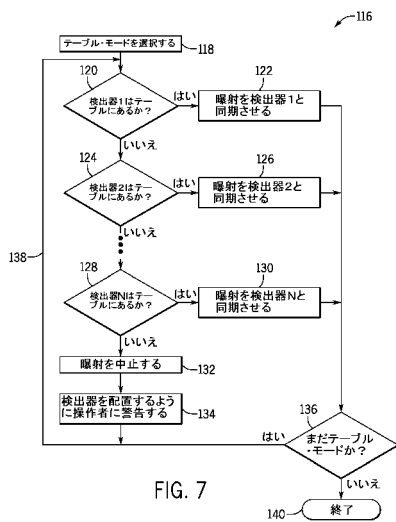 116
テーブル・モードを選択する
118
120
検出器1はテー
ブルにあるか?
はい
122
曝射を検出器1と
同期させる
いいえ
124
検出器2はテー
ブルにあるか?
はい
126
曝射を検出器2と
同期させる
いいえ
138
128
検出器Nはテー
ブルにあるか?
はい
130
曝射を検出器Nと
同期させる
いいえ
曝射を中止する
132
検出器を配置するよう
に操作者に警告する
134
136
まだテーブル
・モードか?
はい
いいえ
FIG. 7
140
終了